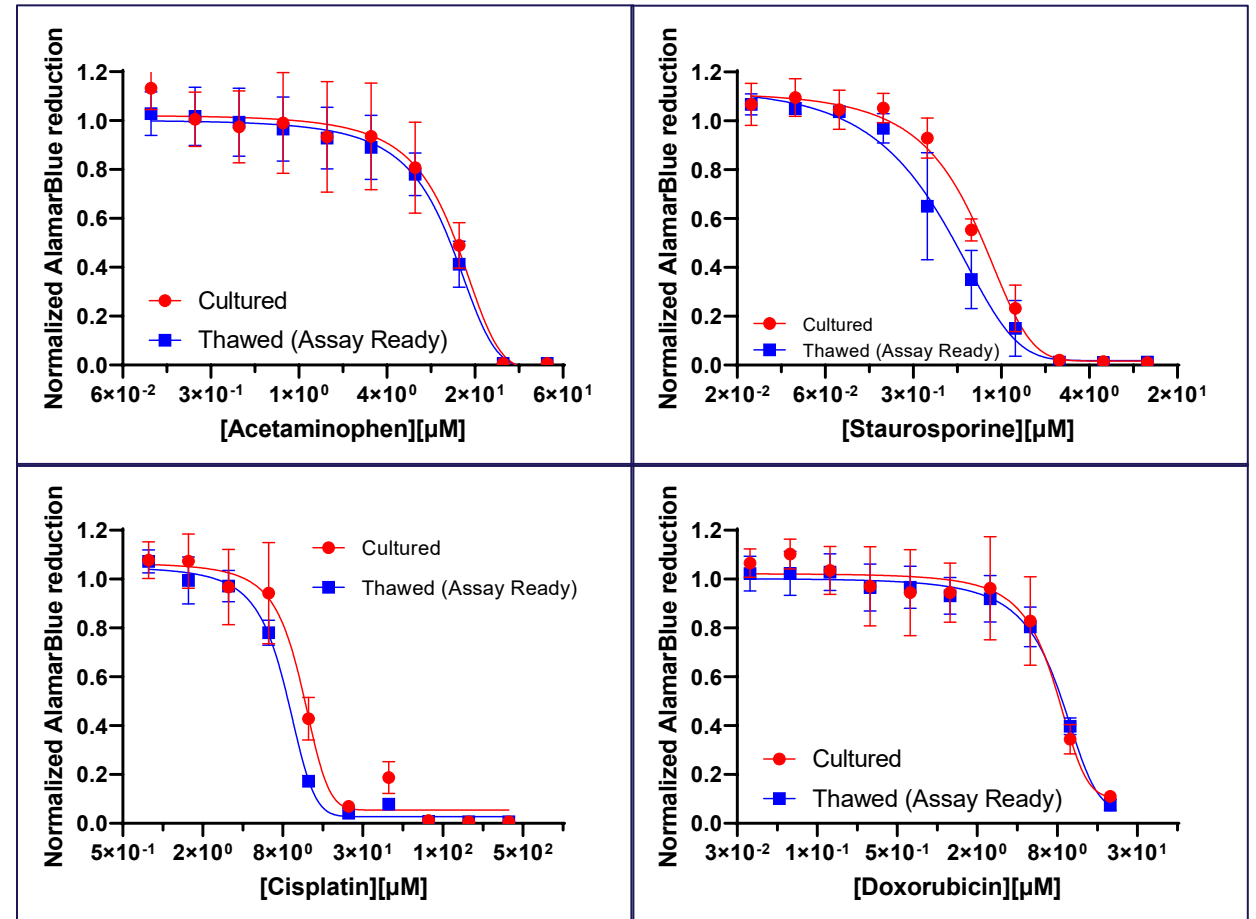 Normalized AlamarBlue reduction
1.2
1.0
0.8
0.6
0.4
0.2
0.0
Cultured
Thawed (Assay Ready)
6×10⁻² 3×10⁻¹ 1×10⁰ 4×10⁰ 2×10¹ 6×10¹
[Acetaminophen][µM]
Normalized AlamarBlue reduction
1.2
1.0
0.8
0.6
0.4
0.2
0.0
Cultured
Thawed (Assay Ready)
2×10⁻² 6×10⁻² 3×10⁻¹ 1×10⁰ 4×10⁰ 2×10¹
[Staurosporine][µM]
Normalized AlamarBlue reduction
1.2
1.0
0.8
0.6
0.4
0.2
0.0
Cultured
Thawed (Assay Ready)
5×10⁻¹ 2×10⁰ 8×10⁰ 3×10¹ 1×10² 5×10²
[Cisplatin][µM]
Normalized AlamarBlue reduction
1.2
1.0
0.8
0.6
0.4
0.2
0.0
Cultured
Thawed (Assay Ready)
3×10⁻² 1×10⁻¹ 5×10⁻¹ 2×10⁰ 8×10⁰ 3×10¹
[Doxorubicin][µM]